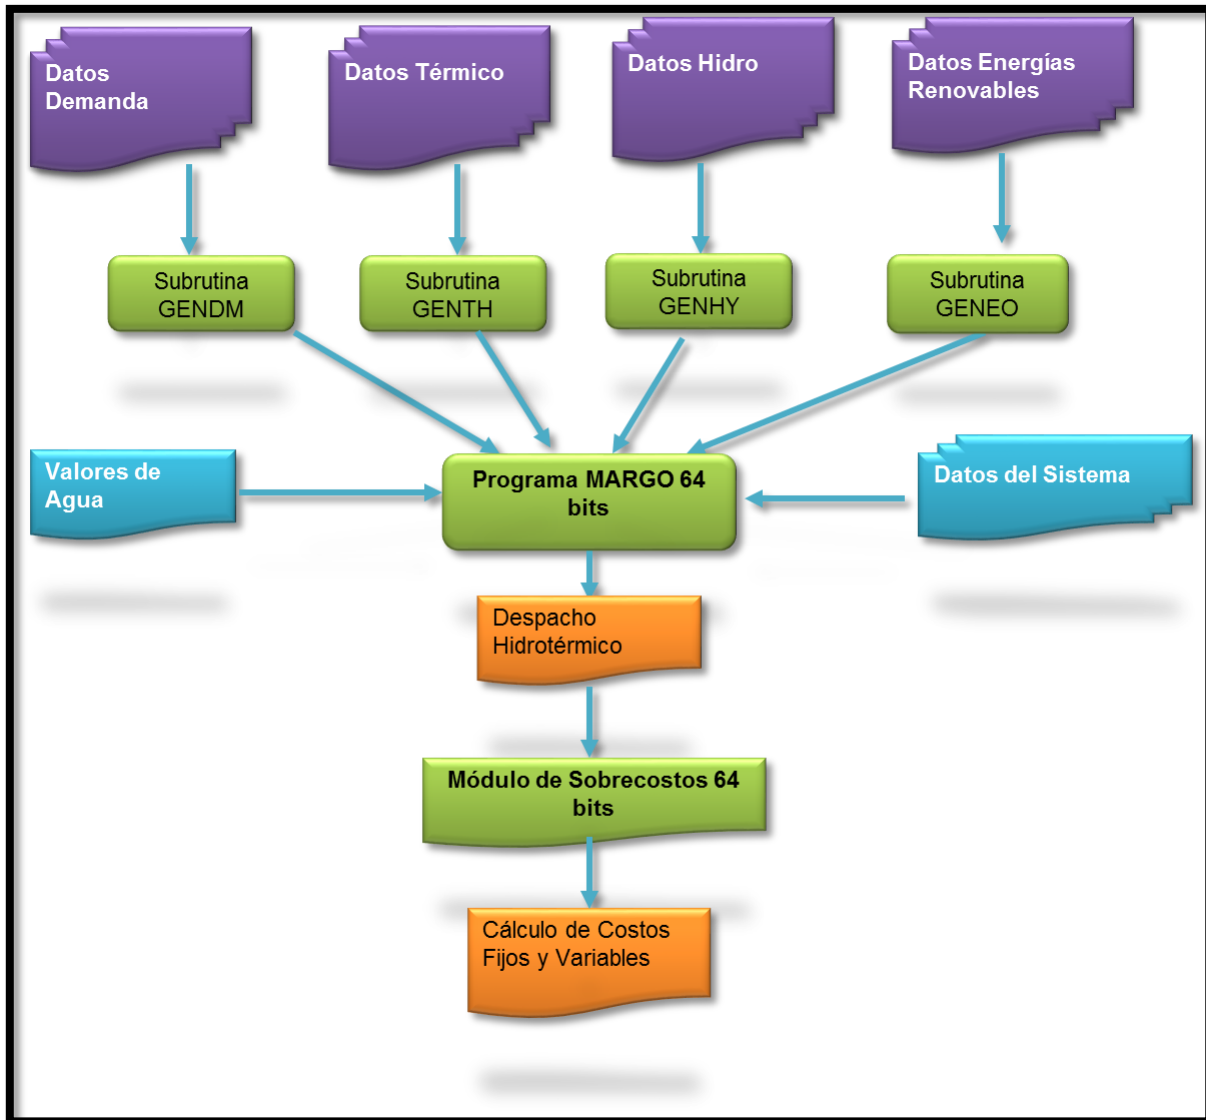 Datos
Demanda
Datos Térmico
Datos Hidro
Datos Energías
Renovables
Subrutina
GENDM
Subrutina
GENTH
Subrutina
GENHY
Subrutina
GENEO
Valores de
Agua
Programa MARGO 64
bits
Datos del Sistema
Despacho
Hidrotérmico
Módulo de Sobrecostos 64
bits
Cálculo de Costos
Fijos y Variables